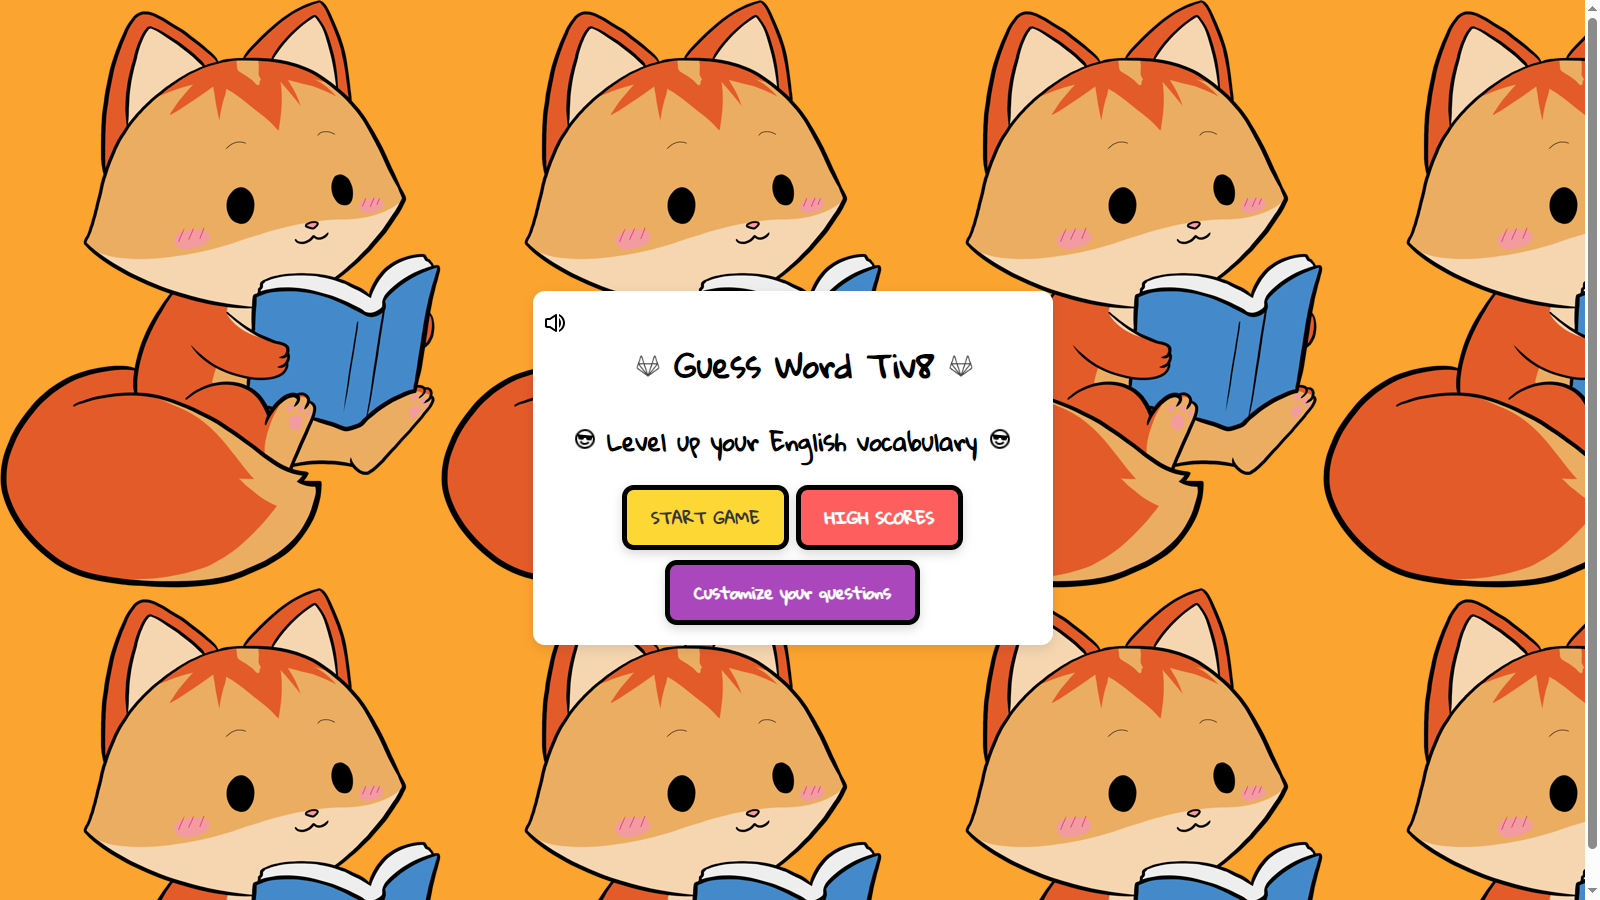 Guess Word Tiv8
Level up your English vocabulary
START GAME
HIGH SCORES
Customize your questions